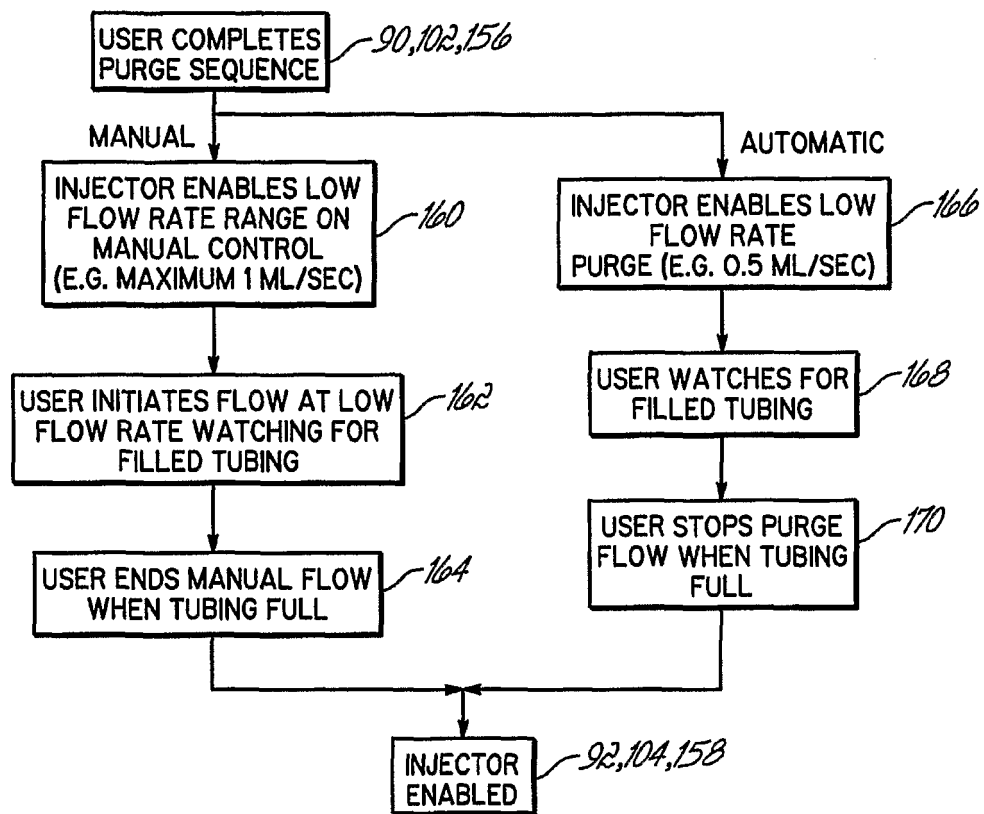 USER COMPLETES
PURGE SEQUENCE
90,102,156
MANUAL
AUTOMATIC
INJECTOR ENABLES LOW
FLOW RATE RANGE ON
MANUAL CONTROL
(E.G. MAXIMUM 1 ML/SEC)
160
INJECTOR ENABLES LOW
FLOW RATE
PURGE (E.G. 0.5 ML/SEC)
166
USER INITIATES FLOW AT LOW
FLOW RATE WATCHING FOR
FILLED TUBING
162
USER WATCHES FOR
FILLED TUBING
168
USER ENDS MANUAL FLOW
WHEN TUBING FULL
164
USER STOPS PURGE
FLOW WHEN TUBING
FULL
170
INJECTOR
ENABLED
92,104,158